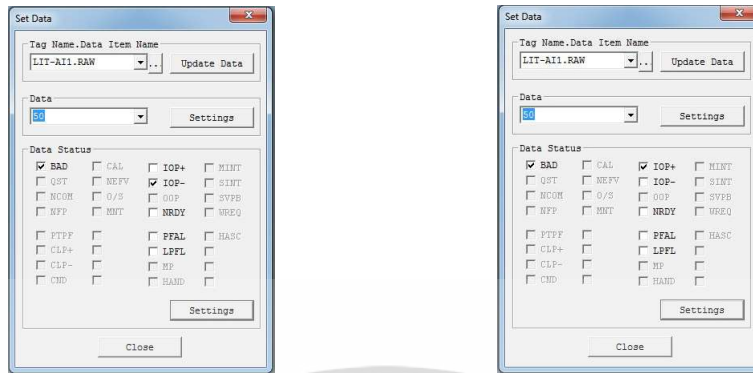 Set Data
Tag Name.Data Item Name
LIT-AI1.RAW
...
Update Data
Data
50
Settings
Data Status
BAD CAL IOP+ MINT
QST NEFV IOP- SINT
NCOM O/S OOP SVPB
NFP MNT NRDY WREQ
PTPF PFAL HASC
CLP+ LPFL
CLP- MP
CND HAND
Settings
Close
Set Data
Tag Name.Data Item Name
LIT-AI1.RAW
...
Update Data
Data
50
Settings
Data Status
BAD CAL IOP+ MINT
QST NEFV IOP- SINT
NCOM O/S OOP SVPB
NFP MNT NRDY WREQ
PTPF PFAL HASC
CLP+ LPFL
CLP- MP
CND HAND
Settings
Close